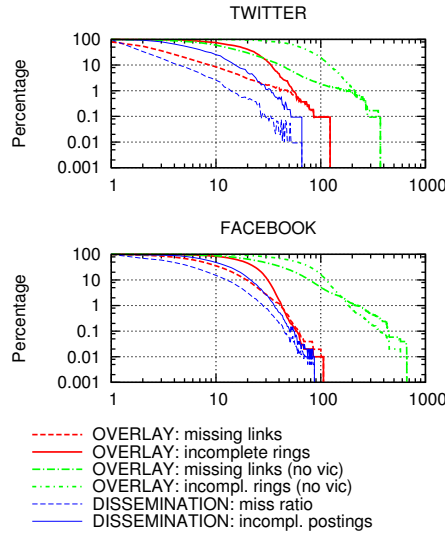 TWITTER
Percentage
100
10
1
0.1
0.01
0.001
1 10 100 1000
FACEBOOK
Percentage
100
10
1
0.1
0.01
0.001
1 10 100 1000
OVERLAY: missing links
OVERLAY: incomplete rings
OVERLAY: missing links (no vic)
OVERLAY: incompl. rings (no vic)
DISSEMINATION: miss ratio
DISSEMINATION: incompl. postings